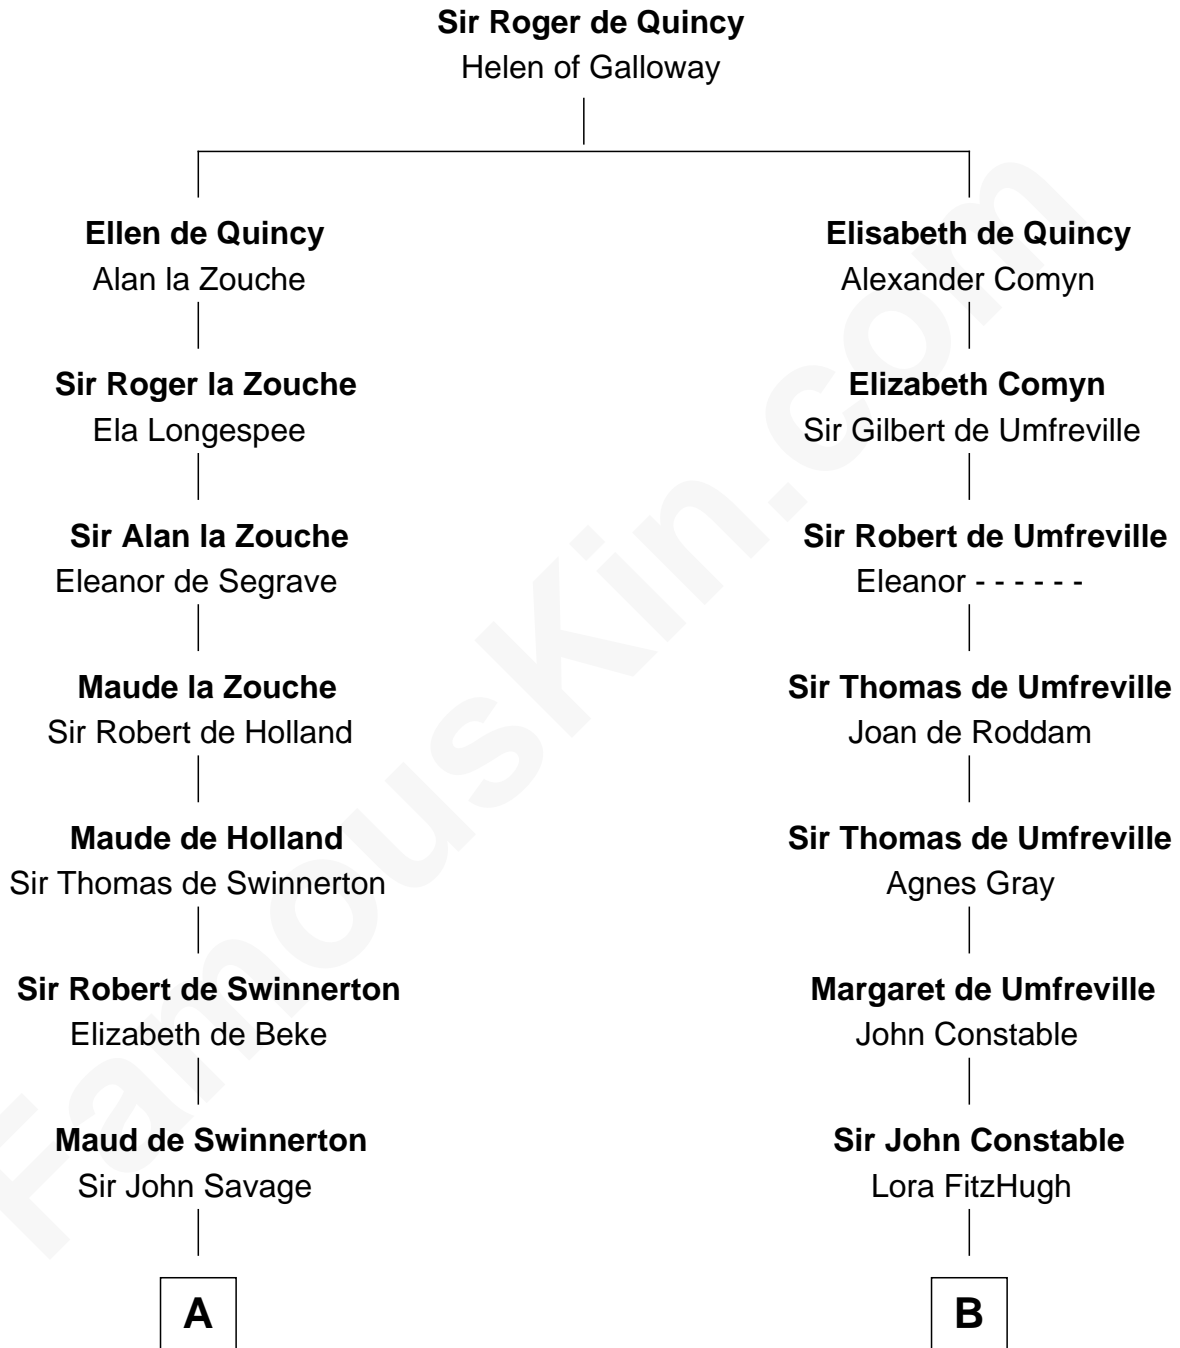 Sir Roger de Quincy
Helen of Galloway
Ellen de Quincy
Alan la Zouche
Elisabeth de Quincy
Alexander Comyn
Sir Roger la Zouche
Ela Longespee
Elizabeth Comyn
Sir Gilbert de Umfreville
Sir Alan la Zouche
Eleanor de Segrave
Sir Robert de Umfreville
Eleanor - - - - - -
Maude la Zouche
Sir Robert de Holland
Sir Thomas de Umfreville
Joan de Roddam
Maude de Holland
Sir Thomas de Swinnerton
Sir Thomas de Umfreville
Agnes Gray
Sir Robert de Swinnerton
Elizabeth de Beke
Margaret de Umfreville
John Constable
Maud de Swinnerton
Sir John Savage
Sir John Constable
Lora FitzHugh
A
B
FamousKin.com